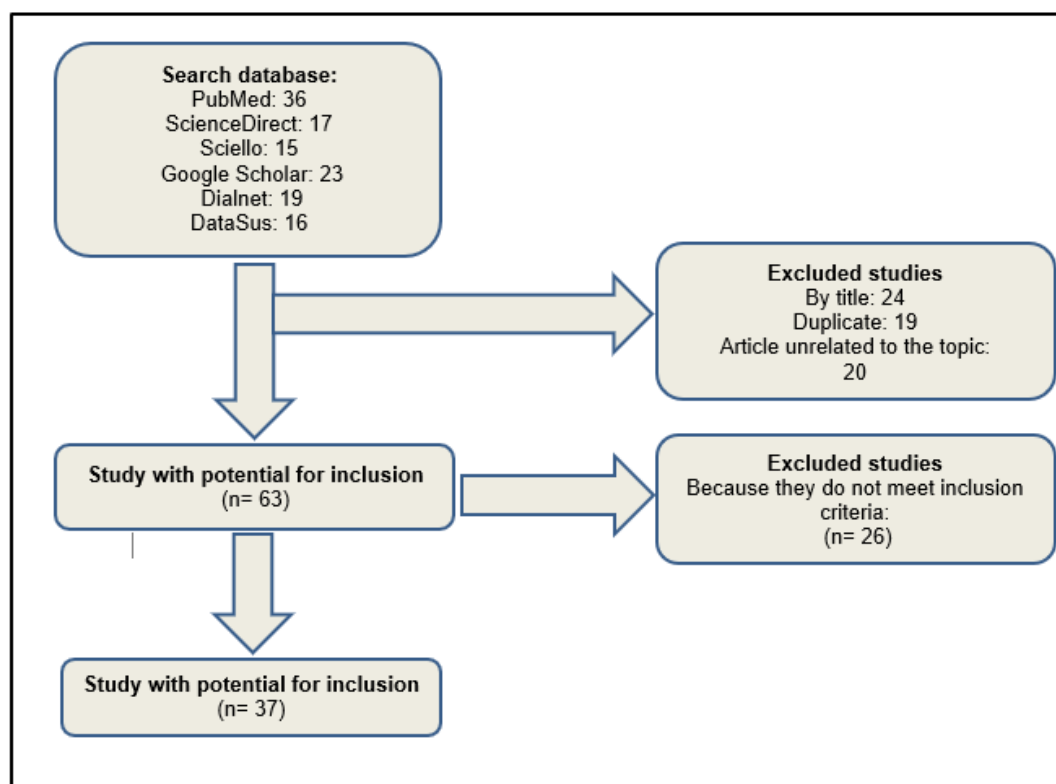 Search database:
PubMed: 36
ScienceDirect: 17
Sciello: 15
Google Scholar: 23
Dialnet: 19
DataSus: 16
Excluded studies
By title: 24
Duplicate: 19
Article unrelated to the topic:
20
Study with potential for inclusion
(n= 63)
Excluded studies
Because they do not meet inclusion
criteria:
(n= 26)
Study with potential for inclusion
(n= 37)